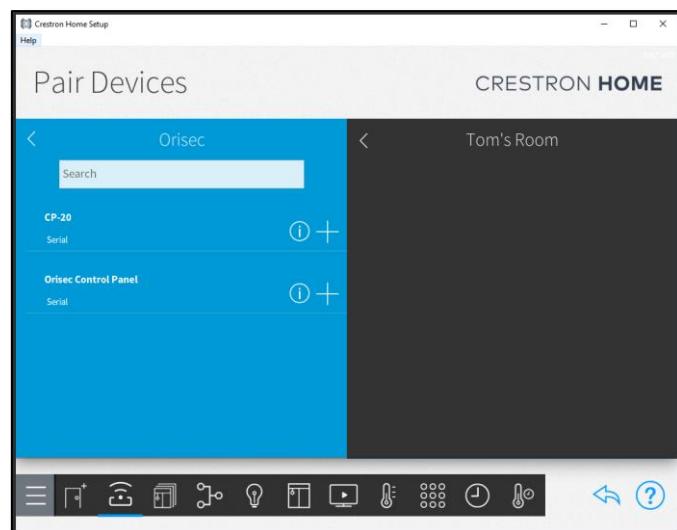 Crestron Home Setup
Help
Pair Devices
CRESTRON HOME
Orisec
Tom's Room
Search
CP-20
Serial
Orisec Control Panel
Serial